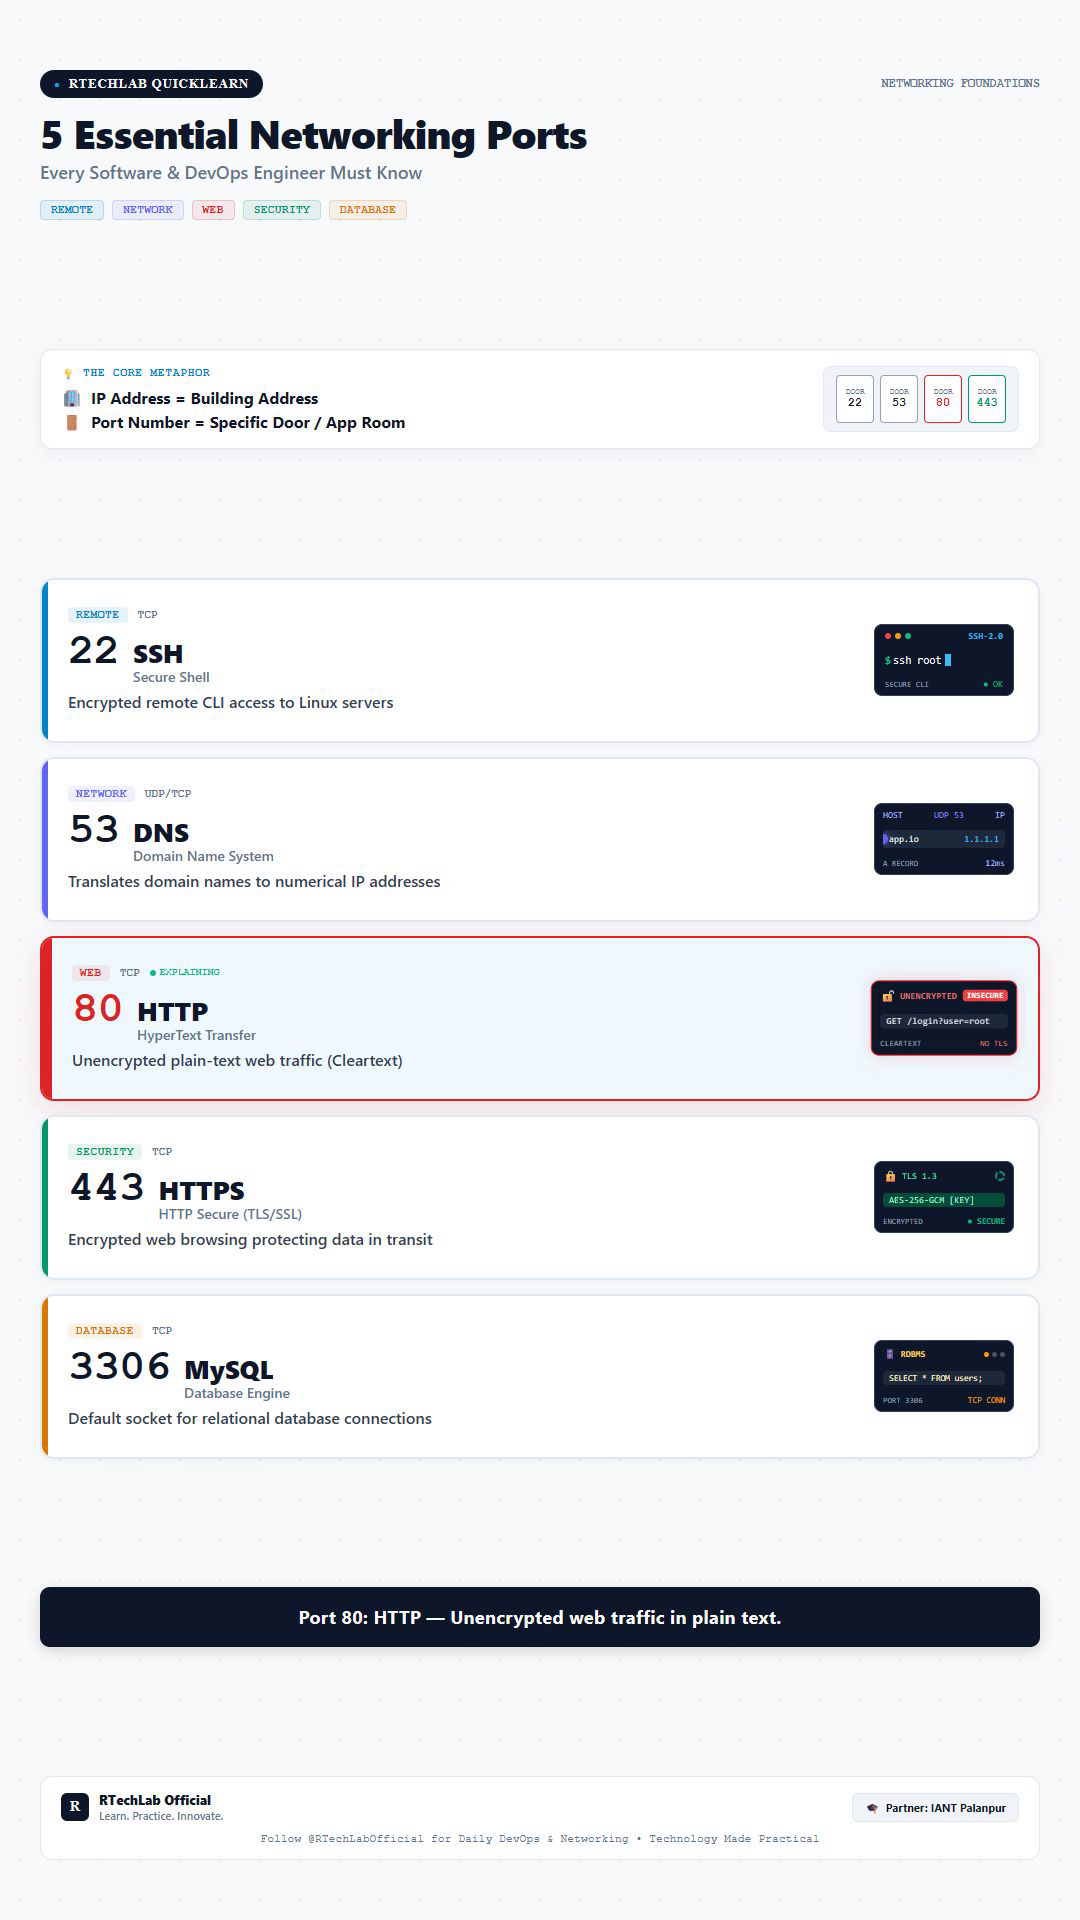 RTECHLAB QUICKLEARN
NETWORKING FOUNDATIONS
5 Essential Networking Ports
Every Software & DevOps Engineer Must Know
REMOTE NETWORK WEB SECURITY DATABASE
THE CORE METAPHOR
IP Address = Building Address
Port Number = Specific Door / App Room
DOOR DOOR DOOR DOOR
22 53 80 443
REMOTE TCP
22 SSH
Secure Shell
Encrypted remote CLI access to Linux servers
SSH-2.0
$ ssh root
SECURE CLI OK
NETWORK UDP/TCP
53 DNS
Domain Name System
Translates domain names to numerical IP addresses
HOST UDP 53 IP
app.io 1.1.1.1
A RECORD 12ms
WEB TCP EXPLAINING
80 HTTP
HyperText Transfer
Unencrypted plain-text web traffic (Cleartext)
UNENCRYPTED INSECURE
GET /login?user=root
CLEARTEXT NO TLS
SECURITY TCP
443 HTTPS
HTTP Secure (TLS/SSL)
Encrypted web browsing protecting data in transit
TLS 1.3
AES-256-GCM [KEY]
ENCRYPTED SECURE
DATABASE TCP
3306 MySQL
Database Engine
Default socket for relational database connections
RDBMS
SELECT * FROM users;
PORT 3306 TCP CONN
Port 80: HTTP — Unencrypted web traffic in plain text.
R
RTechLab Official
Learn. Practice. Innovate.
Partner: IANT Palanpur
Follow @RTechLabOfficial for Daily DevOps & Networking • Technology Made Practical